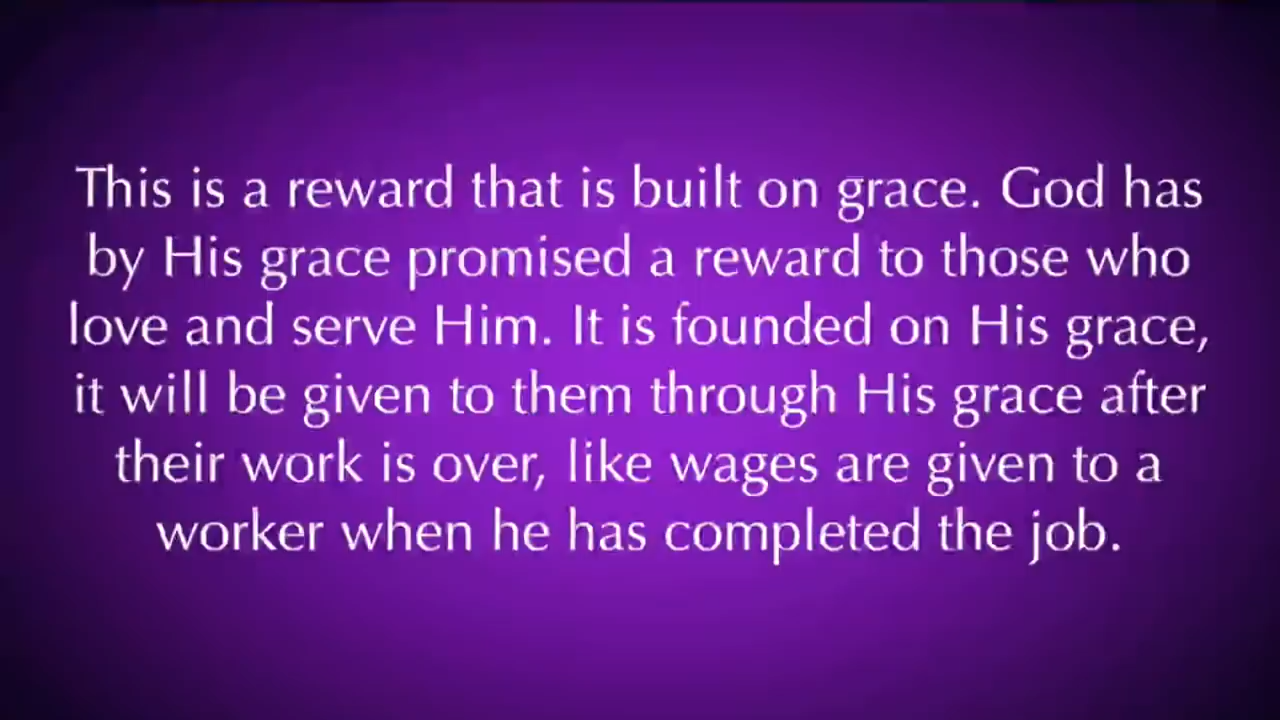 This is a reward that is built on grace. God has
by His grace promised a reward to those who
love and serve Him. It is founded on His grace,
it will be given to them through His grace after
their work is over, like wages are given to a
worker when he has completed the job.